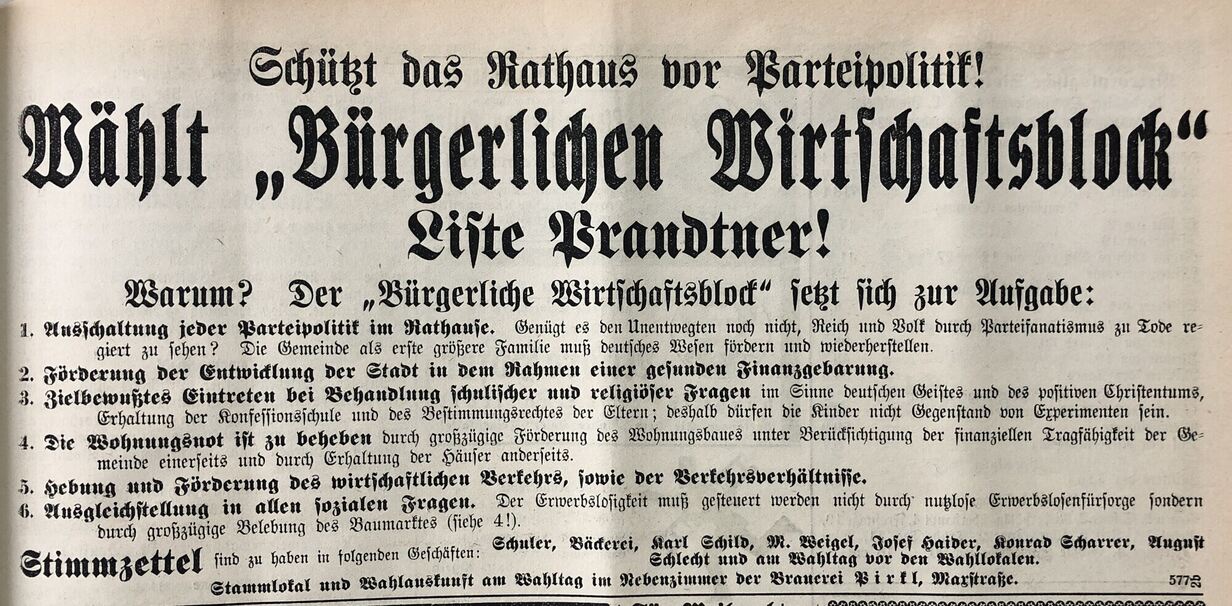 Schützt das Rathaus vor Parteipolitik!
Wählt „Bürgerlichen Wirtschaftsblock“
Liste Prandtner!
Warum? Der „Bürgerliche Wirtschaftsblock“ setzt sich zur Aufgabe:
1. Ausschaltung jeder Parteipolitik im Rathause. Genügt es den Unentwegten noch nicht, Reich und Volk durch Parteifanatismus zu Tode re-
giert zu sehen? Die Gemeinde als erste größere Familie muß deutsches Wesen fördern und wiederherstellen.
2. Förderung der Entwicklung der Stadt in dem Rahmen einer gesunden Finanzgebarung.
3. Zielbewußtes Eintreten bei Behandlung schulischer und religiöser Fragen im Sinne deutschen Geistes und des positiven Christentums,
Erhaltung der Konfessionsschule und des Bestimmungsrechtes der Eltern; deshalb dürfen die Kinder nicht Gegenstand von Experimenten sein.
4. Die Wohnungsnot ist zu beheben durch großzügige Förderung des Wohnungsbaues unter Berücksichtigung der finanziellen Tragfähigkeit der Ge-
meinde einerseits und durch Erhaltung der Häuser anderseits.
5. Hebung und Förderung des wirtschaftlichen Verkehrs, sowie der Verkehrsverhältnisse.
6. Ausgleichstellung in allen sozialen Fragen. Der Erwerbslosigkeit muß gesteuert werden nicht durch nutzlose Erwerbslosenfürsorge sondern
durch großzügige Belebung des Baumarktes (siehe 4!).
Stimmzettel sind zu haben in folgenden Geschäften: Schuler, Bäckerei, Karl Schild, M. Weigel, Josef Haider, Konrad Scharrer, August
Schlecht und am Wahltag vor den Wahllokalen.
Stammlokal und Wahlauskunft am Wahltag im Nebenzimmer der Brauerei Pirkl, Maxstraße. 577